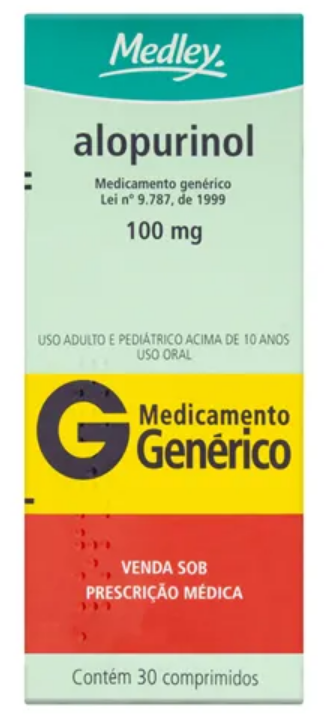 Medley.
alopurinol
Medicamento genérico
Lei nº 9.787, de 1999
100 mg
USO ADULTO E PEDIÁTRICO ACIMA DE 10 ANOS
USO ORAL
G Medicamento
Genérico
VENDA SOB
PRESCRIÇÃO MÉDICA
Contém 30 comprimidos